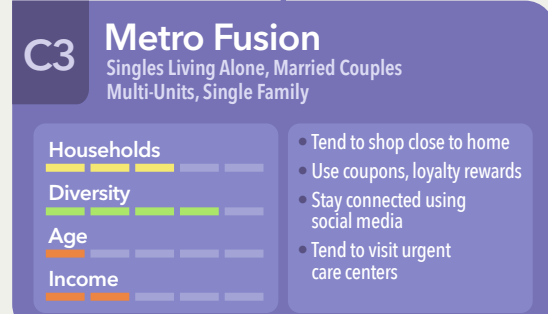 C3
Metro Fusion
Singles Living Alone, Married Couples
Multi-Units, Single Family
Households
Diversity
Age
Income
• Tend to shop close to home
• Use coupons, loyalty rewards
• Stay connected using
social media
• Tend to visit urgent
care centers